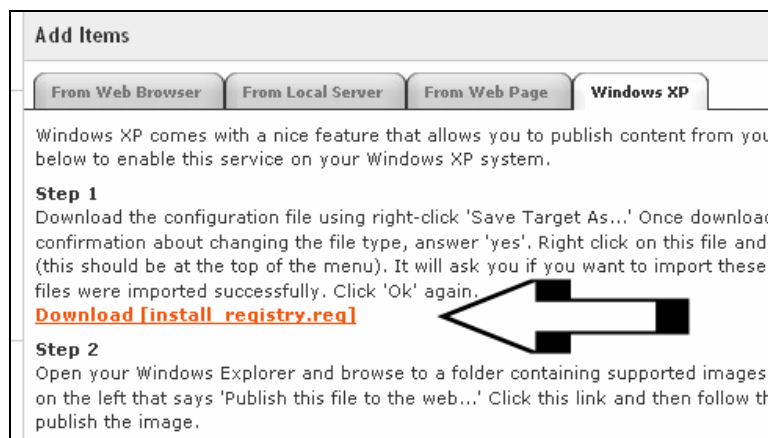 Add Items
From Web Browser From Local Server From Web Page Windows XP
Windows XP comes with a nice feature that allows you to publish content from you
below to enable this service on your Windows XP system.
Step 1
Download the configuration file using right-click 'Save Target As...' Once download
confirmation about changing the file type, answer 'yes'. Right click on this file and
(this should be at the top of the menu). It will ask you if you want to import these
files were imported successfully. Click 'Ok' again.
Download [install_registry.reg]
Step 2
Open your Windows Explorer and browse to a folder containing supported images
on the left that says 'Publish this file to the web...' Click this link and then follow th
publish the image.